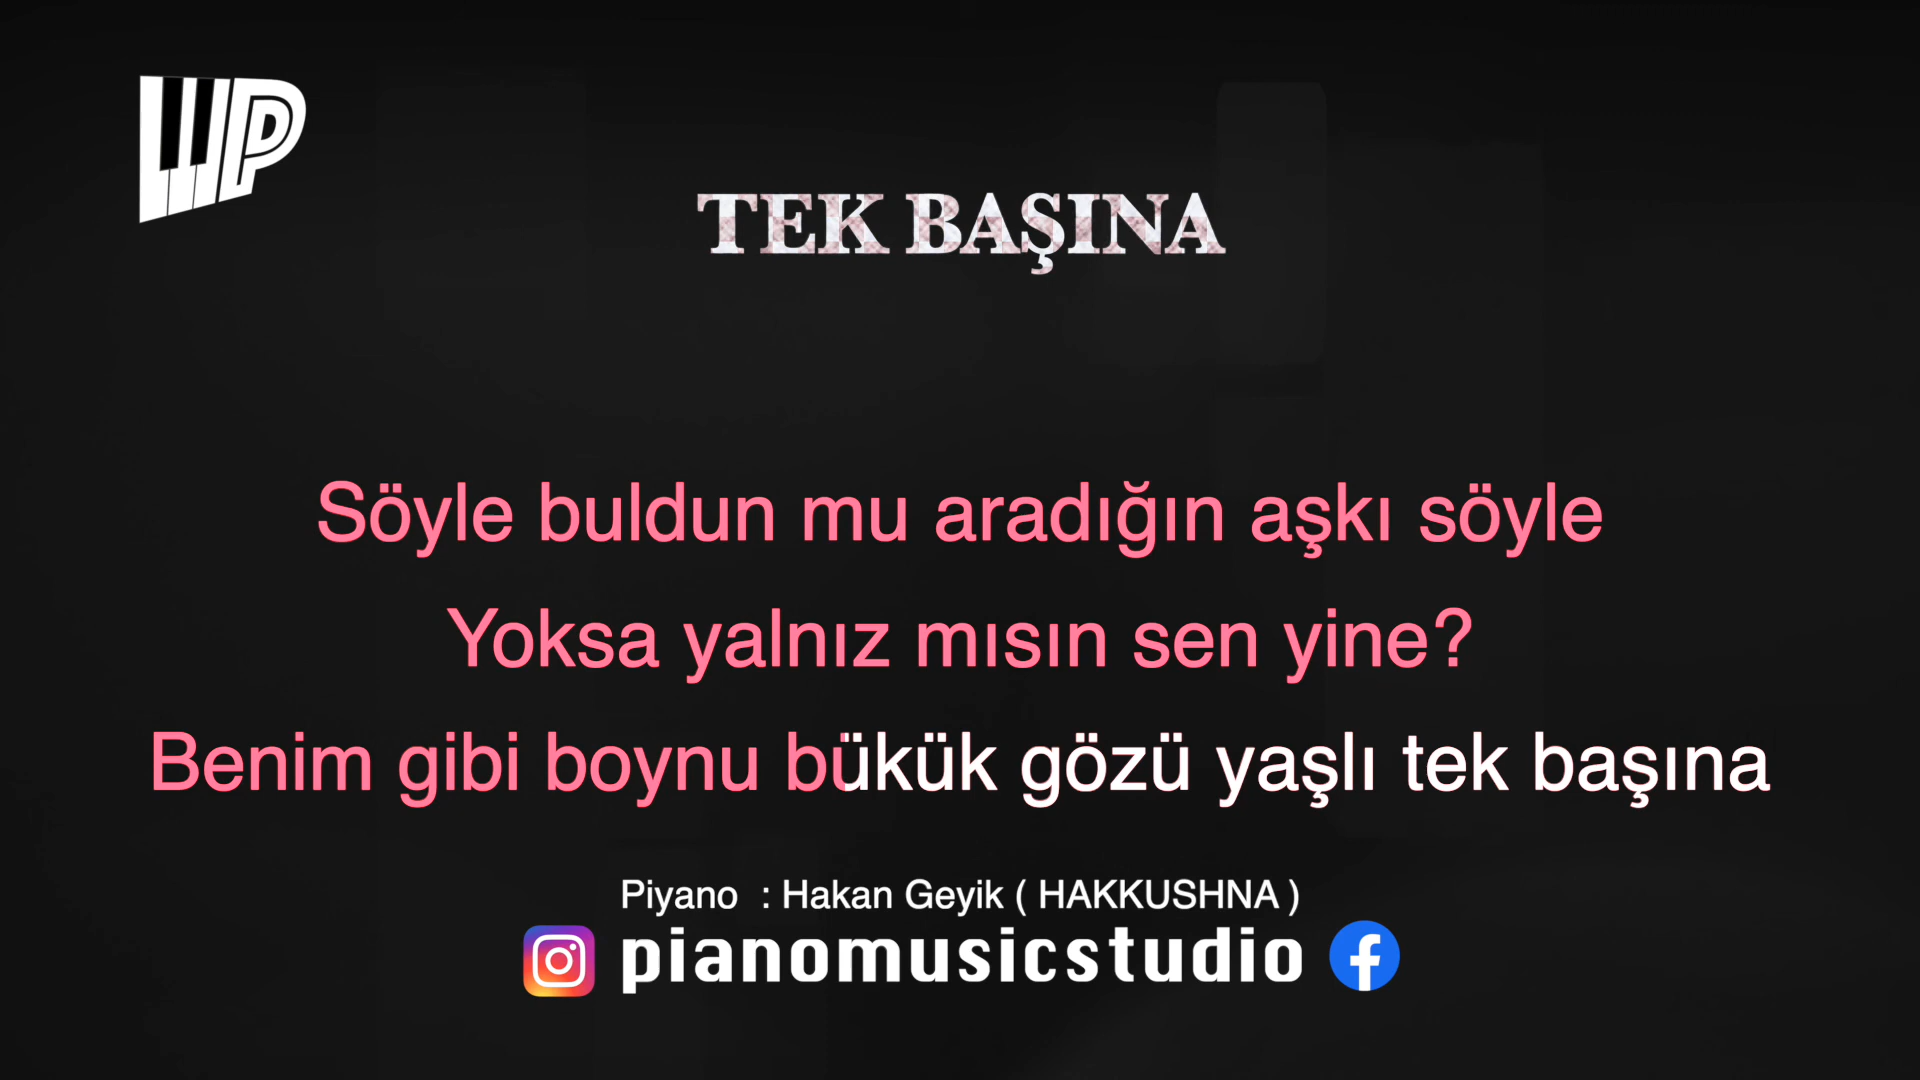 TEK BAŞINA
Söyle buldun mu aradığın aşkı söyle
Yoksa yalnız mısın sen yine?
Benim gibi boynu bükük gözü yaşlı tek başına
Piyano : Hakan Geyik ( HAKKUSHNA )
pianomusicstudio